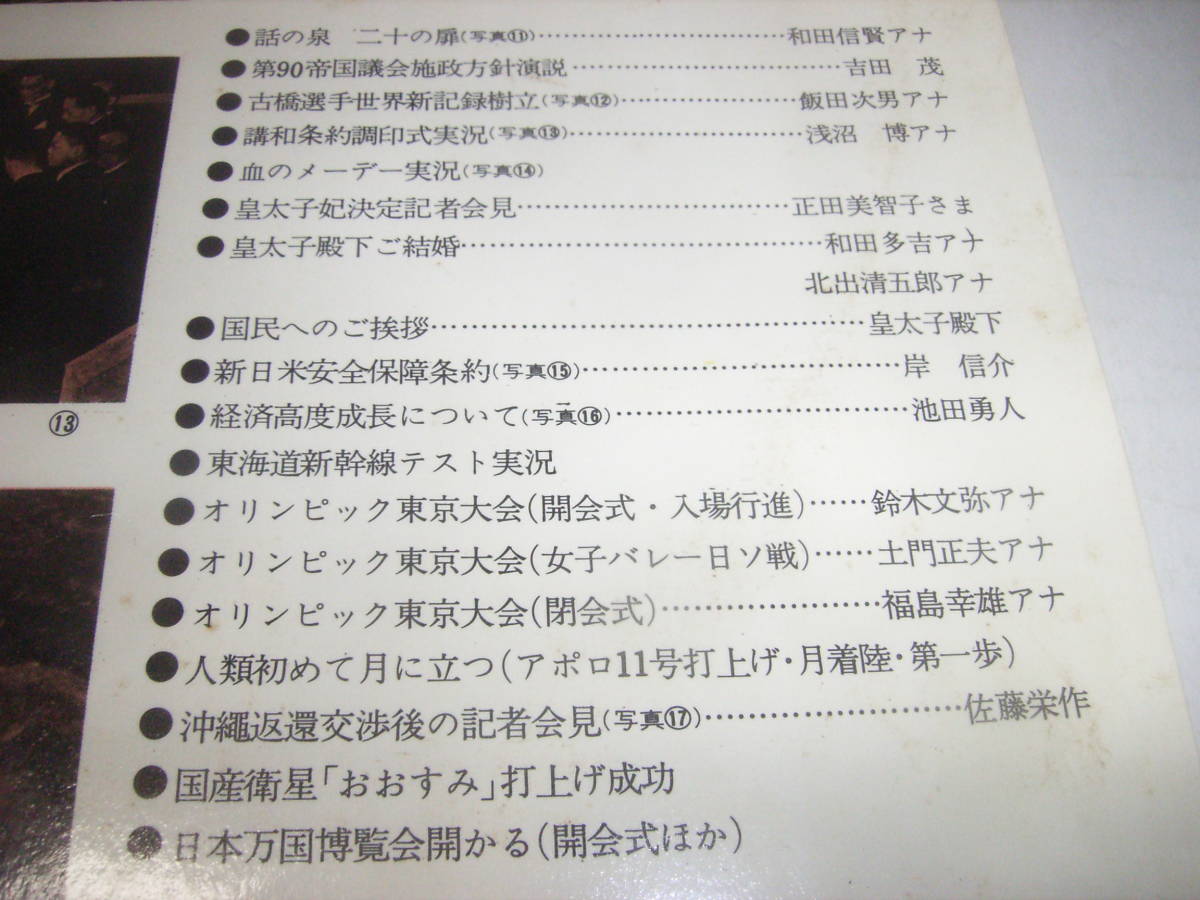 ●話の泉　二十の扉(写真⑪)……………………和田信賢アナ
●第90帝国議会施政方針演説……………………吉田　茂
●古橋選手世界新記録樹立(写真⑫)……………飯田次男アナ
●講和条約調印式実況(写真⑬)…………………浅沼　博アナ
●血のメーデー実況(写真⑭)
●皇太子妃決定記者会見……………………正田美智子さま
●皇太子殿下ご結婚……………………………和田多吉アナ
北出清五郎アナ
●国民へのご挨拶…………………………………皇太子殿下
●新日米安全保障条約(写真⑮)………………………岸　信介
●経済高度成長について(写真⑯)……………………池田勇人
⑬
●東海道新幹線テスト実況
●オリンピック東京大会(開会式・入場行進)……鈴木文弥アナ
●オリンピック東京大会(女子バレー日ソ戦)……土門正夫アナ
●オリンピック東京大会(閉会式)………………福島幸雄アナ
●人類初めて月に立つ(アポロ11号打上げ・月着陸・第一歩)
●沖縄返還交渉後の記者会見(写真⑰)…………………佐藤栄作
●国産衛星「おおすみ」打上げ成功
●日本万国博覧会開かる(開会式ほか)